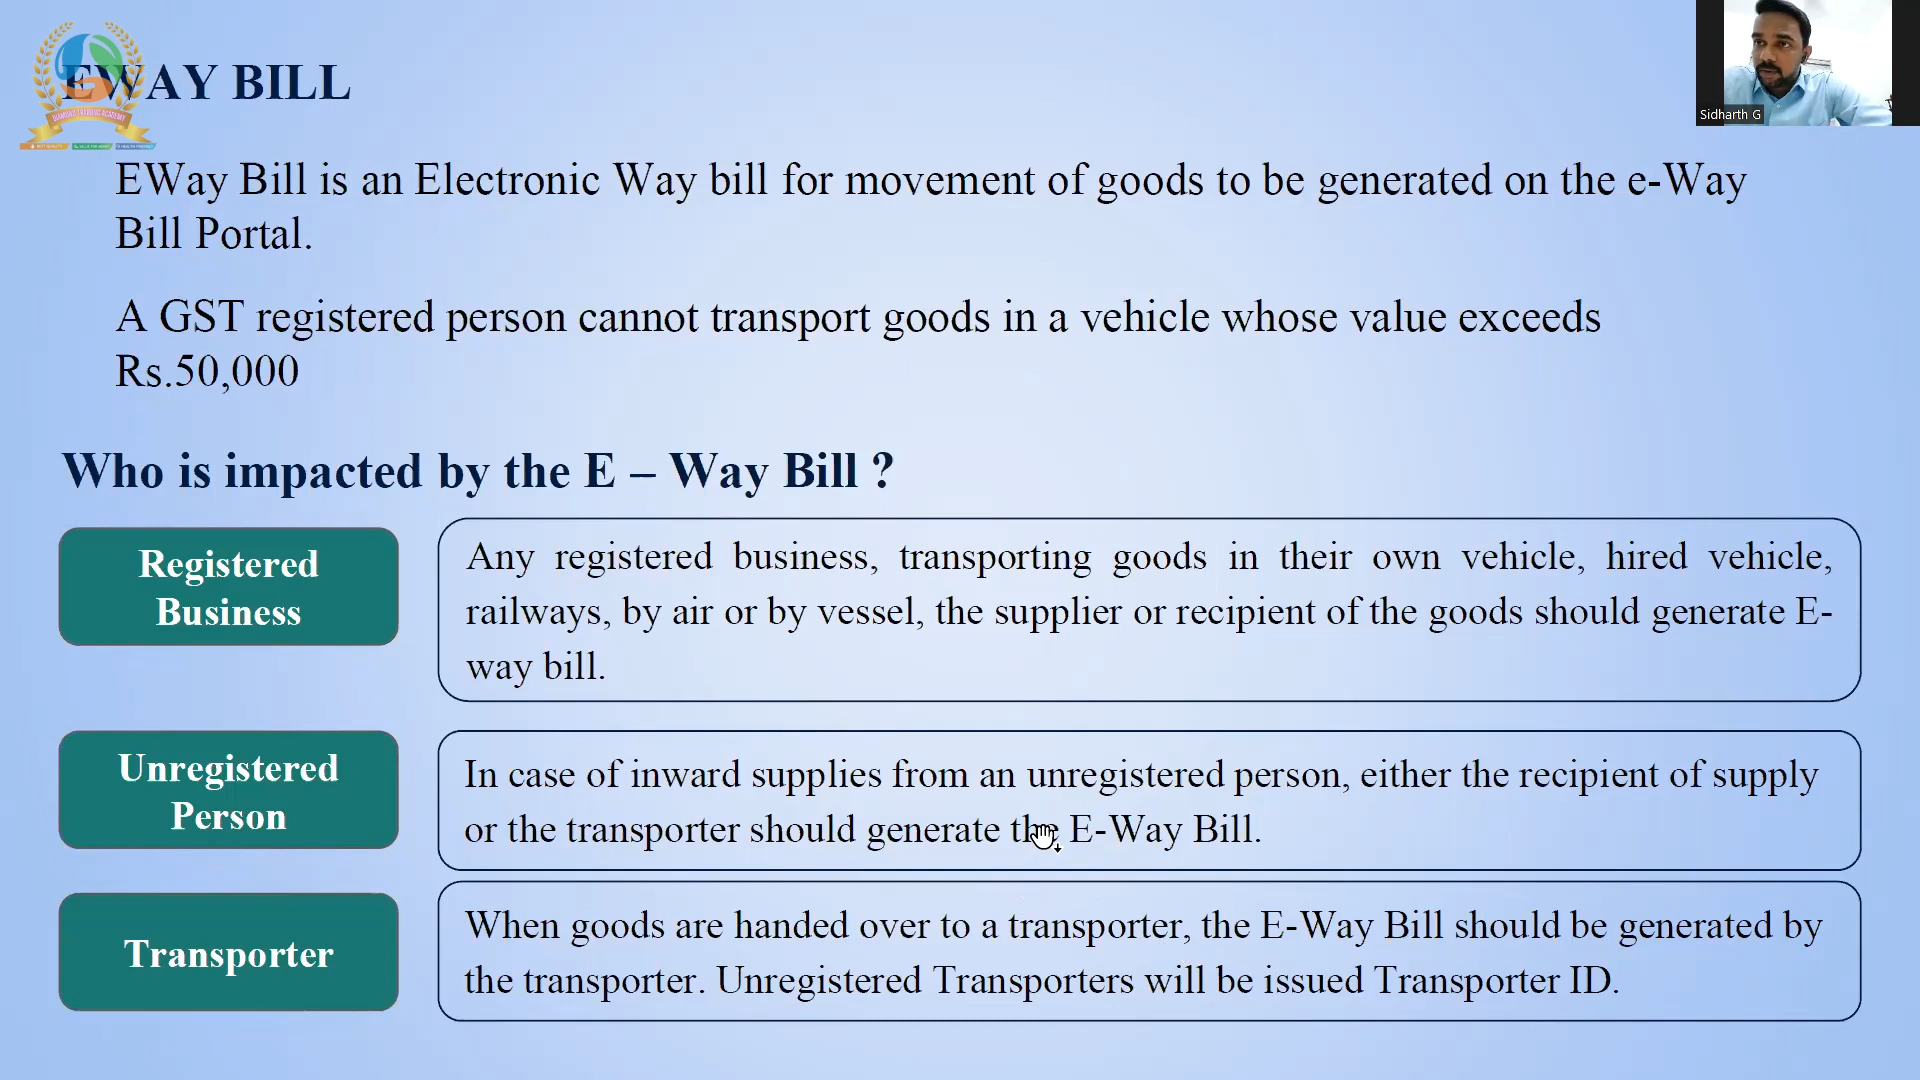 EWAY BILL
Sidharth G
EWay Bill is an Electronic Way bill for movement of goods to be generated on the e-Way
Bill Portal.
A GST registered person cannot transport goods in a vehicle whose value exceeds
Rs.50,000
Who is impacted by the E – Way Bill ?
Registered
Business
Any registered business, transporting goods in their own vehicle, hired vehicle,
railways, by air or by vessel, the supplier or recipient of the goods should generate E-
way bill.
Unregistered
Person
In case of inward supplies from an unregistered person, either the recipient of supply
or the transporter should generate the E-Way Bill.
Transporter
When goods are handed over to a transporter, the E-Way Bill should be generated by
the transporter. Unregistered Transporters will be issued Transporter ID.